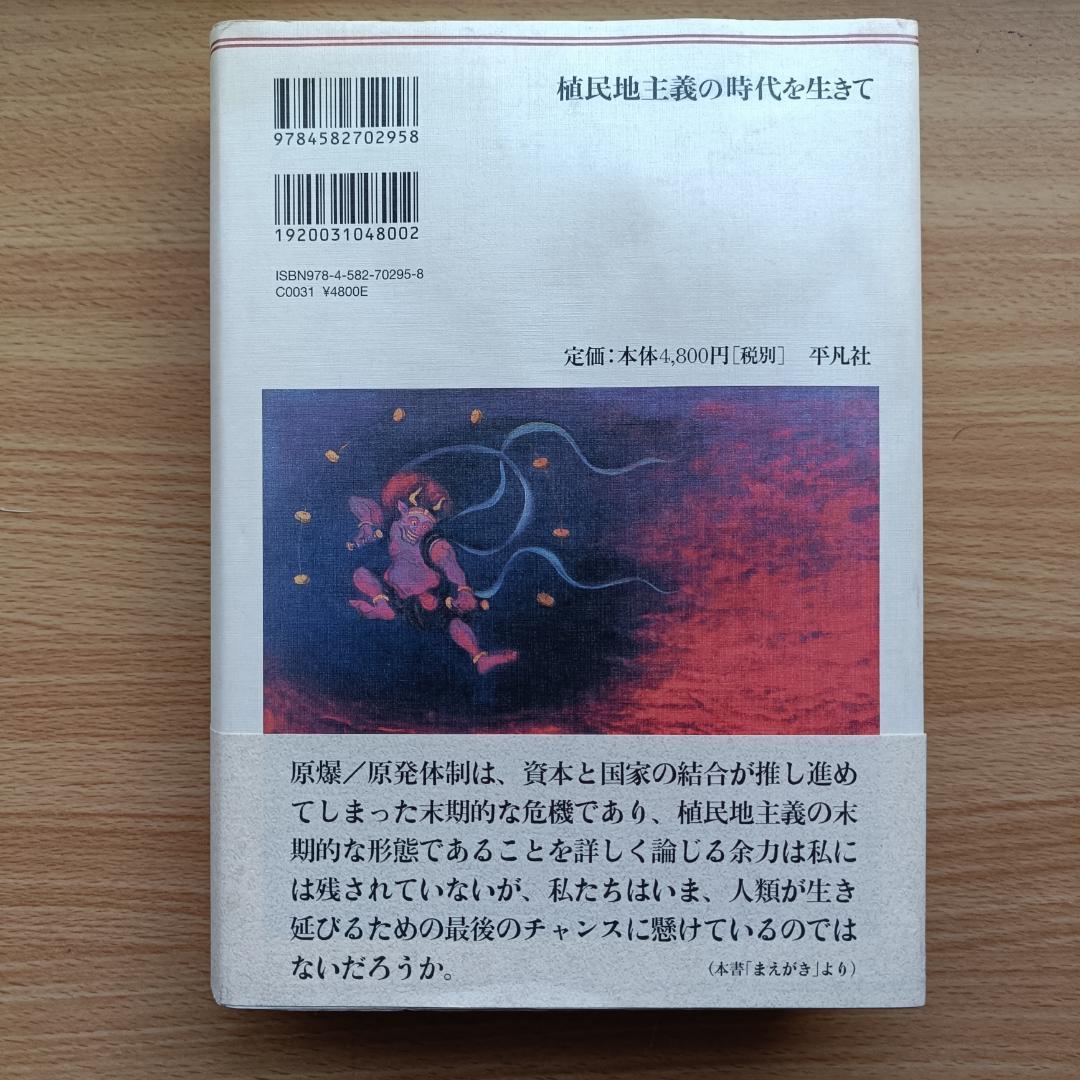 9784582702958
植民地主義の時代を生きて
1920031048002
ISBN978-4-582-70295-8
C0031 ¥4800E
定価:本体4,800円[税別] 平凡社
原爆/原発体制は、資本と国家の結合が推し進め
てしまった末期的な危機であり、植民地主義の末
期的な形態であることを詳しく論じる余力は私に
は残されていないが、私たちはいま、人類が生き
延びるための最後のチャンスに懸けているのでは
ないだろうか。
(本書「まえがき」より)